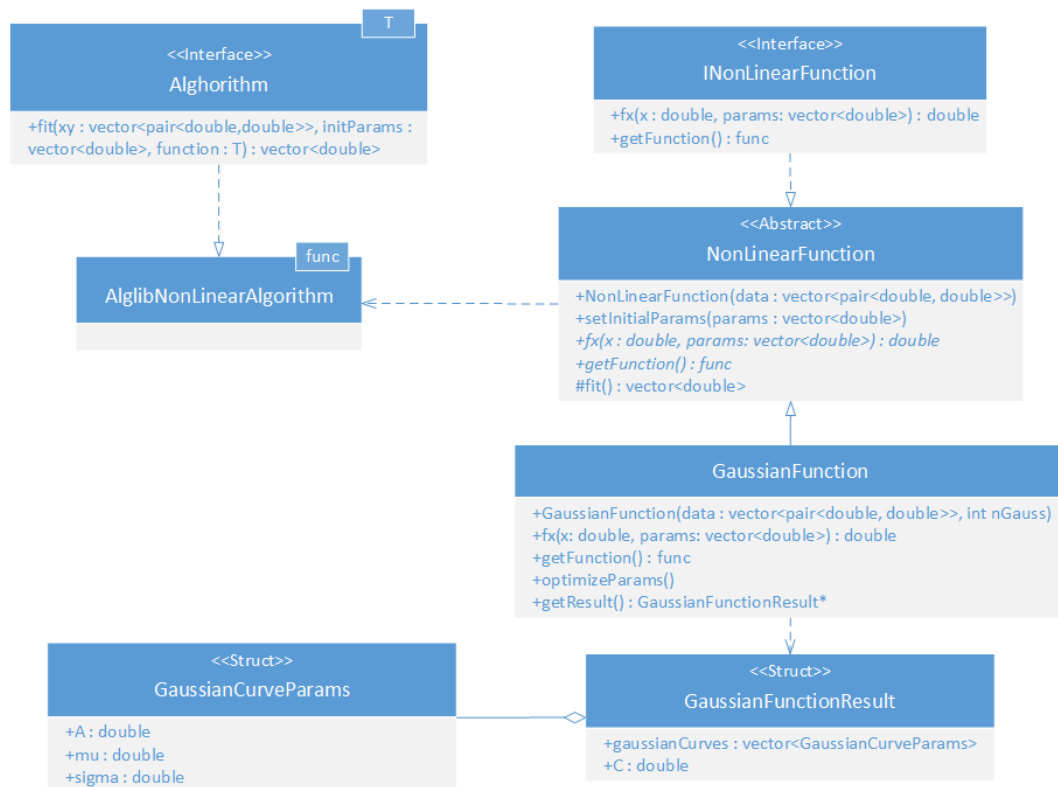 T
<<Interface>>
Alghorithm
+fit(xy : vector<pair<double,double>>, initParams :
vector<double>, function : T) : vector<double>
<<Interface>>
INonLinearFunction
+fx(x : double, params: vector<double>) : double
+getFunction() : func
func
AlglibNonLinearAlgorithm
<<Abstract>>
NonLinearFunction
+NonLinearFunction(data : vector<pair<double, double>>)
+setInitialParams(params : vector<double>)
+fx(x : double, params: vector<double>) : double
+getFunction() : func
#fit() : vector<double>
GaussianFunction
+GaussianFunction(data : vector<pair<double, double>>, int nGauss)
+fx(x: double, params: vector<double>) : double
+getFunction() : func
+optimizeParams()
+getResult() : GaussianFunctionResult*
<<Struct>>
GaussianCurveParams
+A : double
+mu : double
+sigma : double
<<Struct>>
GaussianFunctionResult
+gaussianCurves : vector<GaussianCurveParams>
+C : double